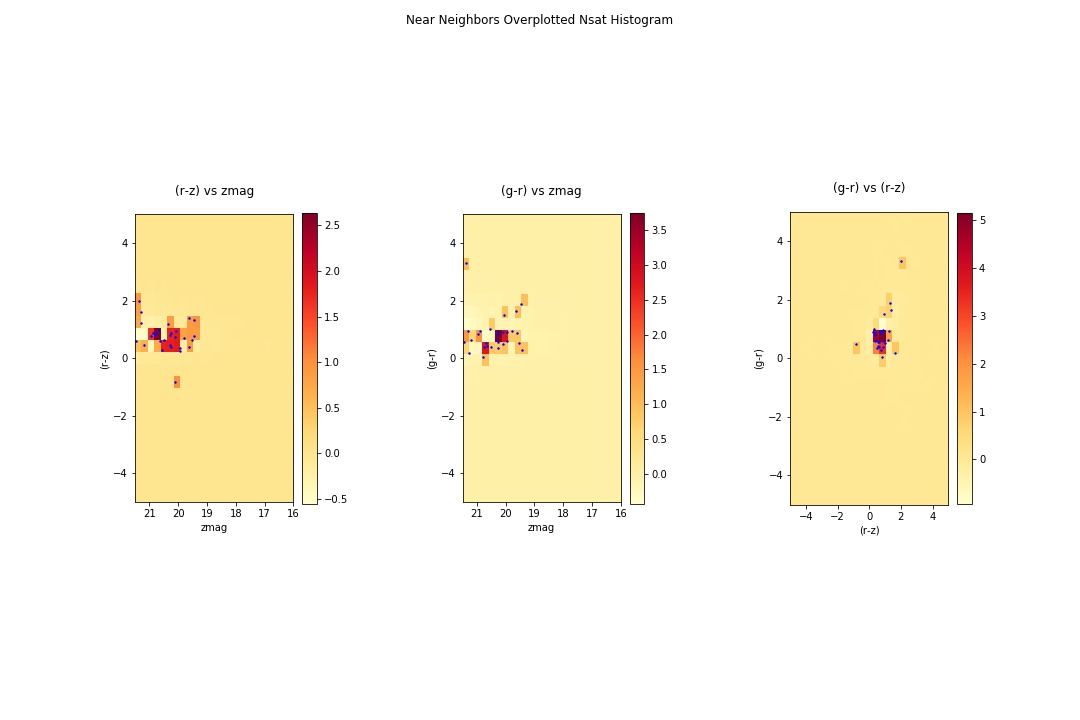 Near Neighbors Overplotted Nsat Histogram
(r-z) vs zmag
(r-z)
4
2
0
−2
−4
21 20 19 18 17 16
zmag
2.5
2.0
1.5
1.0
0.5
0.0
−0.5
(g-r) vs zmag
(g-r)
4
2
0
−2
−4
21 20 19 18 17 16
zmag
3.5
3.0
2.5
2.0
1.5
1.0
0.5
0.0
(g-r) vs (r-z)
(g-r)
4
2
0
−2
−4
−4 −2 0 2 4
(r-z)
5
4
3
2
1
0